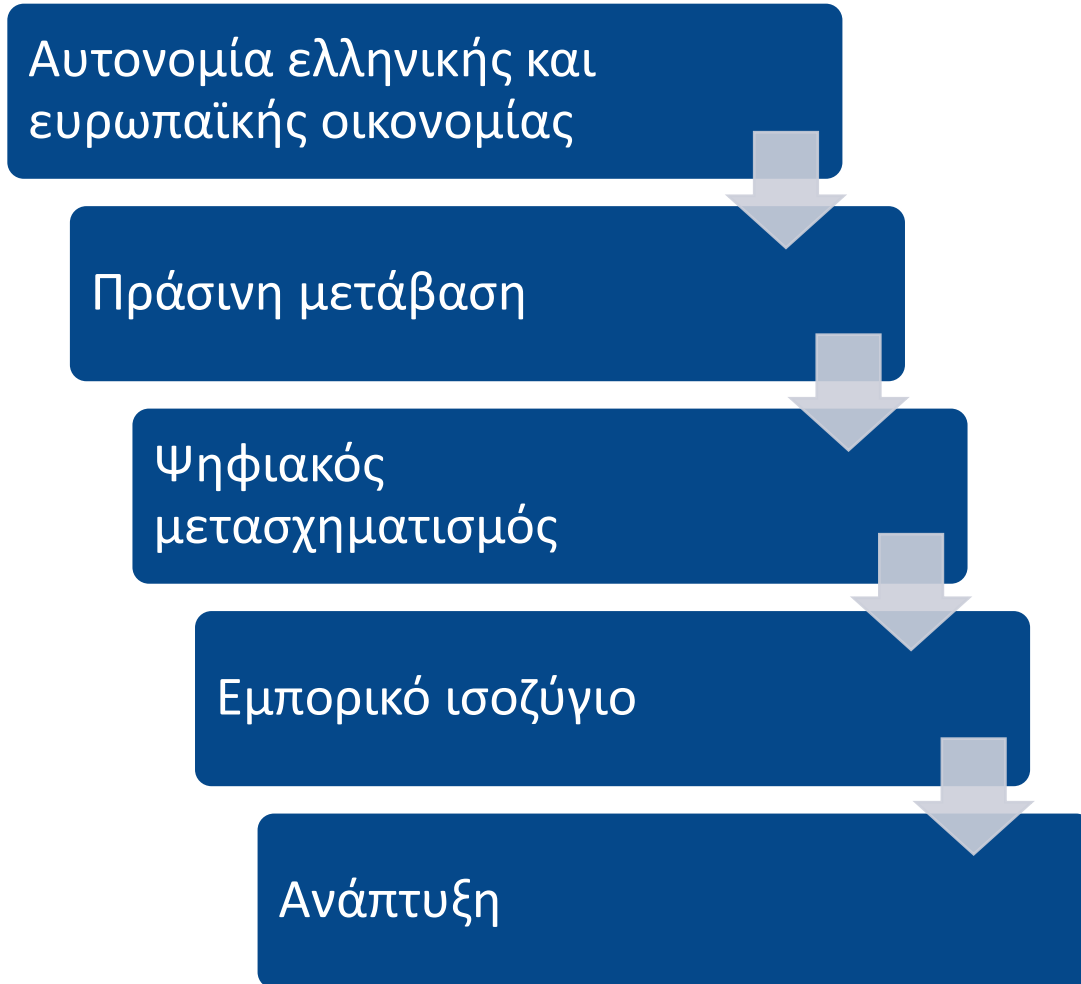 Αυτονομία ελληνικής και
ευρωπαϊκής οικονομίας
Πράσινη μετάβαση
Ψηφιακός
μετασχηματισμός
Εμπορικό ισοζύγιο
Ανάπτυξη